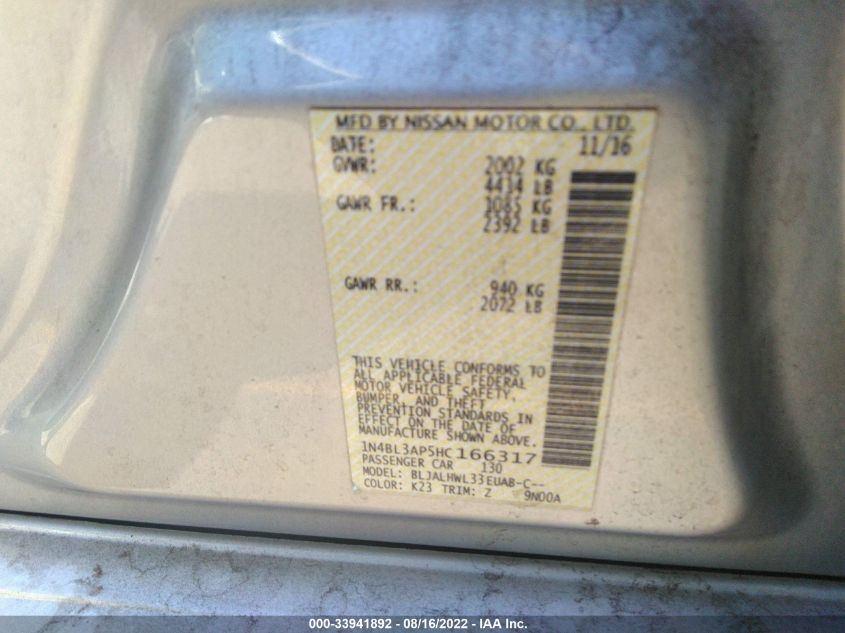 MFD BY NISSAN MOTOR CO., LTD.
DATE: 11/16
GVWR: 2002 KG
4414 LB
GAWR FR.: 1085 KG
2392 LB
GAWR RR.: 940 KG
2072 LB
THIS VEHICLE CONFORMS TO
ALL APPLICABLE FEDERAL
MOTOR VEHICLE SAFETY,
BUMPER, AND THEFT
PREVENTION STANDARDS IN
EFFECT ON THE DATE OF
MANUFACTURE SHOWN ABOVE.
1N4BL3AP5HC166317
PASSENGER CAR 130
MODEL: BLJALHWL33EUAB-C--
COLOR: K23 TRIM: Z 9N00A
000-33941892 - 08/16/2022 - IAA Inc.